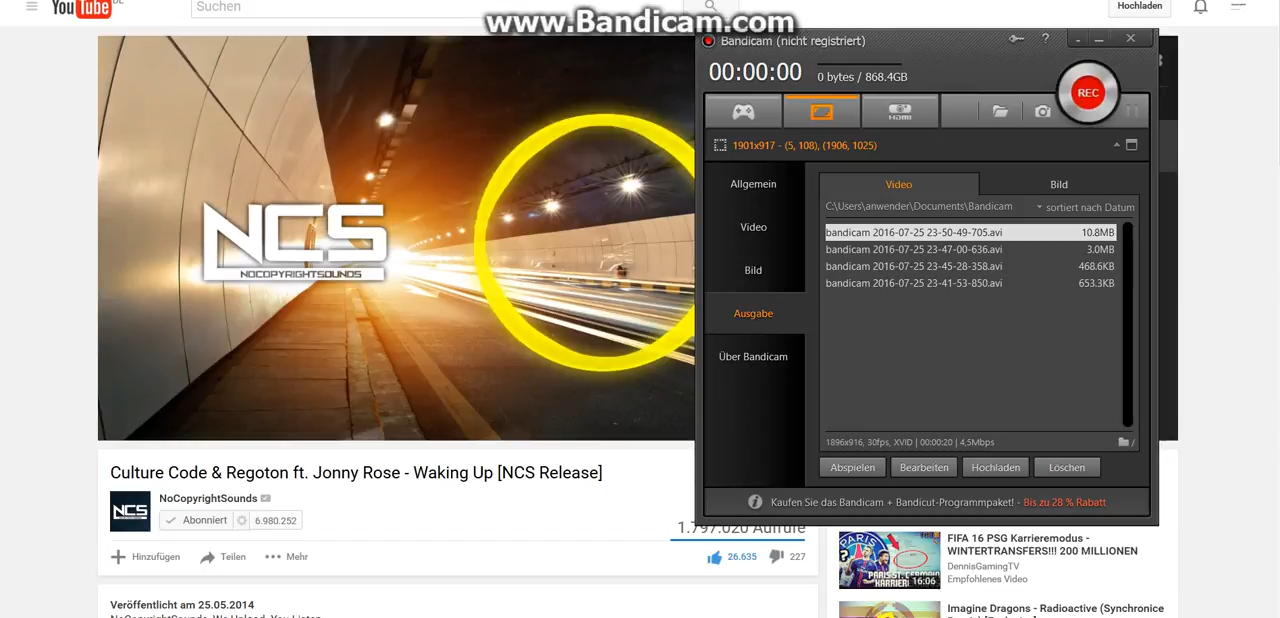 YouTube DE
Suchen
Hochladen
www.Bandicam.com
Bandicam (nicht registriert)
00:00:00
0 bytes / 868.4GB
REC
HDMI
1901x917 - (5, 108), (1906, 1025)
Allgemein
Video
Bild
Ausgabe
Über Bandicam
Video
Bild
C:\Users\anwender\Documents\Bandicam
sortiert nach Datum
bandicam 2016-07-25 23-50-49-705.avi 10.8MB
bandicam 2016-07-25 23-47-00-636.avi 3.0MB
bandicam 2016-07-25 23-45-28-358.avi 468.6KB
bandicam 2016-07-25 23-41-53-850.avi 653.3KB
1896x916, 30fps, XVID | 00:00:20 | 4,5Mbps
Abspielen Bearbeiten Hochladen Löschen
Kaufen Sie das Bandicam + Bandicut-Programmpaket! - Bis zu 28 % Rabatt
NCS
NOCOPYRIGHTSOUNDS
Culture Code & Regoton ft. Jonny Rose - Waking Up [NCS Release]
NCS
NoCopyrightSounds
Abonniert 6.980.252
1.797.020 Aufrufe
Hinzufügen Teilen Mehr
26.635 227
Veröffentlicht am 25.05.2014
NoCopyrightSounds, We Upload, You Listen
16:06
FIFA 16 PSG Karrieremodus -
WINTERTRANSFERS!!! 200 MILLIONEN
DennisGamingTV
Empfohlenes Video
Imagine Dragons - Radioactive (Synchronice